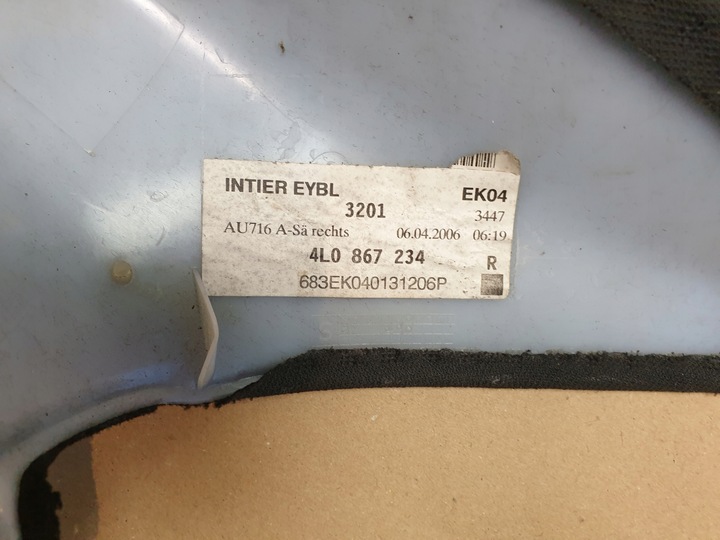 INTIER EYBL EK04
3201 3447
AU716 A-Sä rechts 06.04.2006 06:19
4L0 867 234 R
683EK040131206P